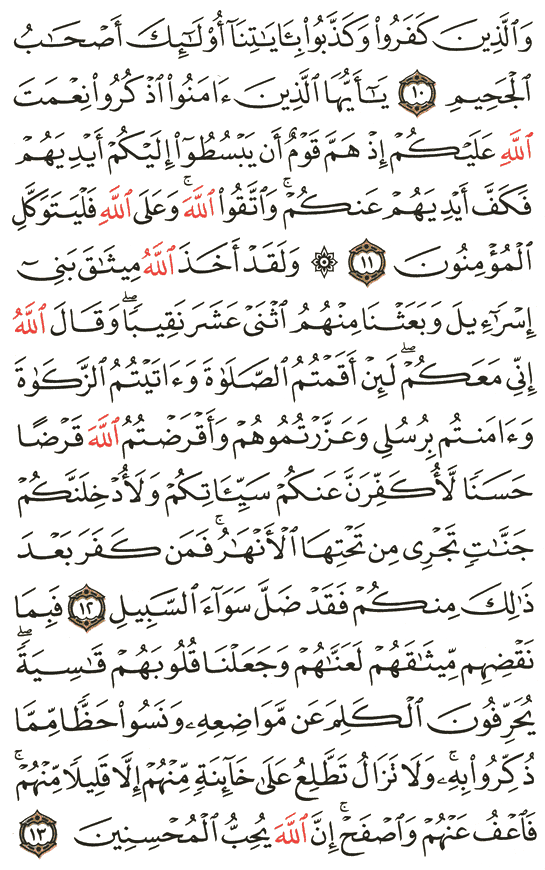 وَٱلَّذِينَ كَفَرُوا۟ وَكَذَّبُوا۟ بِـَٔايَـٰتِنَآ أُو۟لَـٰٓئِكَ أَصْحَـٰبُ
ٱلْجَحِيمِ ١٠ يَـٰٓأَيُّهَا ٱلَّذِينَ ءَامَنُوا۟ ٱذْكُرُوا۟ نِعْمَتَ
ٱللَّهِ عَلَيْكُمْ إِذْ هَمَّ قَوْمٌ أَن يَبْسُطُوٓا۟ إِلَيْكُمْ أَيْدِيَهُمْ
فَكَفَّ أَيْدِيَهُمْ عَنكُمْ ۖ وَٱتَّقُوا۟ ٱللَّهَ ۚ وَعَلَى ٱللَّهِ فَلْيَتَوَكَّلِ
ٱلْمُؤْمِنُونَ ١١ ۞ وَلَقَدْ أَخَذَ ٱللَّهُ مِيثَـٰقَ بَنِىٓ
إِسْرَٰٓءِيلَ وَبَعَثْنَا مِنْهُمُ ٱثْنَىْ عَشَرَ نَقِيبًا ۖ وَقَالَ ٱللَّهُ
إِنِّى مَعَكُمْ ۖ لَئِنْ أَقَمْتُمُ ٱلصَّلَوٰةَ وَءَاتَيْتُمُ ٱلزَّكَوٰةَ
وَءَامَنتُم بِرُسُلِى وَعَزَّرْتُمُوهُمْ وَأَقْرَضْتُمُ ٱللَّهَ قَرْضًا
حَسَنًا لَّأُكَفِّرَنَّ عَنكُمْ سَيِّـَٔاتِكُمْ وَلَأُدْخِلَنَّكُمْ
جَنَّـٰتٍ تَجْرِى مِن تَحْتِهَا ٱلْأَنْهَـٰرُ ۚ فَمَن كَفَرَ بَعْدَ
ذَٰلِكَ مِنكُمْ فَقَدْ ضَلَّ سَوَآءَ ٱلسَّبِيلِ ١٢ فَبِمَا
نَقْضِهِم مِّيثَـٰقَهُمْ لَعَنَّـٰهُمْ وَجَعَلْنَا قُلُوبَهُمْ قَـٰسِيَةً ۖ
يُحَرِّفُونَ ٱلْكَلِمَ عَن مَّوَاضِعِهِۦ ۙ وَنَسُوا۟ حَظًّا مِّمَّا
ذُكِّرُوا۟ بِهِۦ ۚ وَلَا تَزَالُ تَطَّلِعُ عَلَىٰ خَآئِنَةٍ مِّنْهُمْ إِلَّا قَلِيلًا مِّنْهُمْ ۖ
فَٱعْفُ عَنْهُمْ وَٱصْفَحْ ۚ إِنَّ ٱللَّهَ يُحِبُّ ٱلْمُحْسِنِينَ ١٣